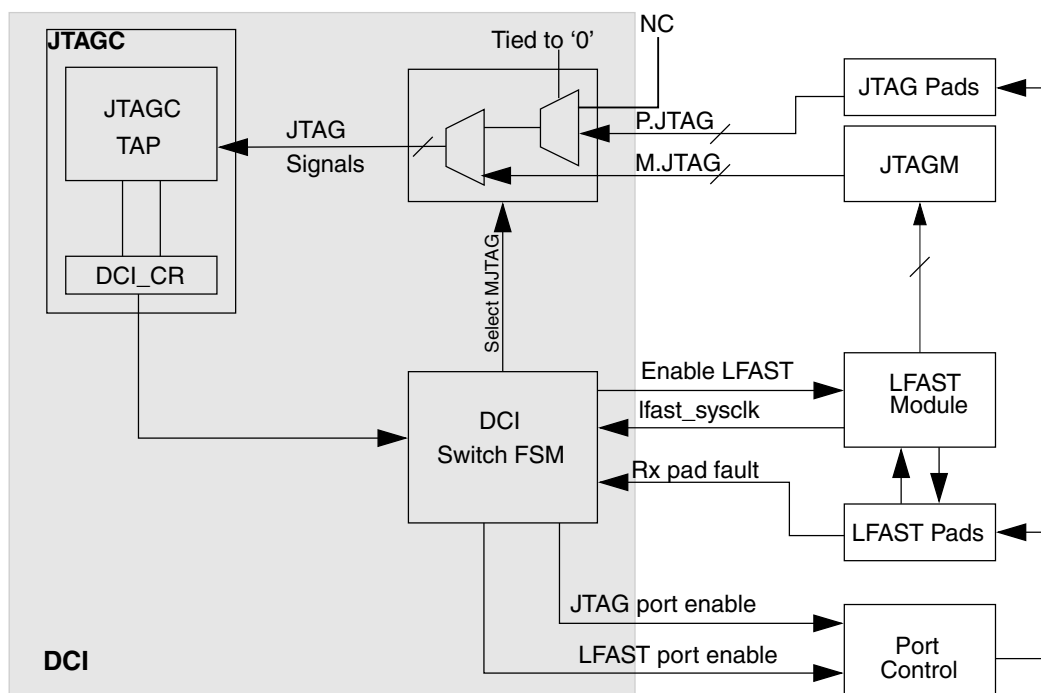 JTAGC
JTAGC
TAP
DCI_CR
JTAG
Signals
Tied to ‘0’
NC
P.JTAG
M.JTAG
JTAG Pads
JTAGM
Select MJTAG
DCI
Switch FSM
Enable LFAST
lfast_sysclk
Rx pad fault
LFAST
Module
LFAST Pads
JTAG port enable
LFAST port enable
Port
Control
DCI